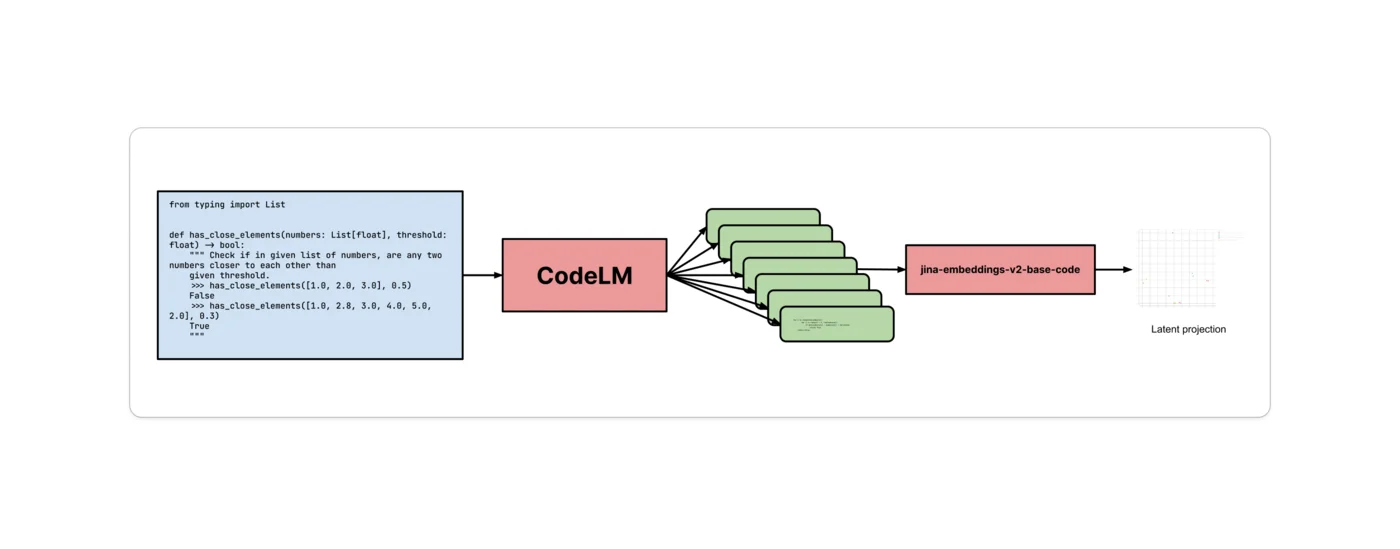 from typing import List
def has_close_elements(numbers: List[float], threshold:
float) → bool:
""" Check if in given list of numbers, are any two
numbers closer to each other than
given threshold.
>>> has_close_elements([1.0, 2.0, 3.0], 0.5)
False
>>> has_close_elements([1.0, 2.8, 3.0, 4.0, 5.0,
2.0], 0.3)
True
"""
CodeLM
jina-embeddings-v2-base-code
Latent projection